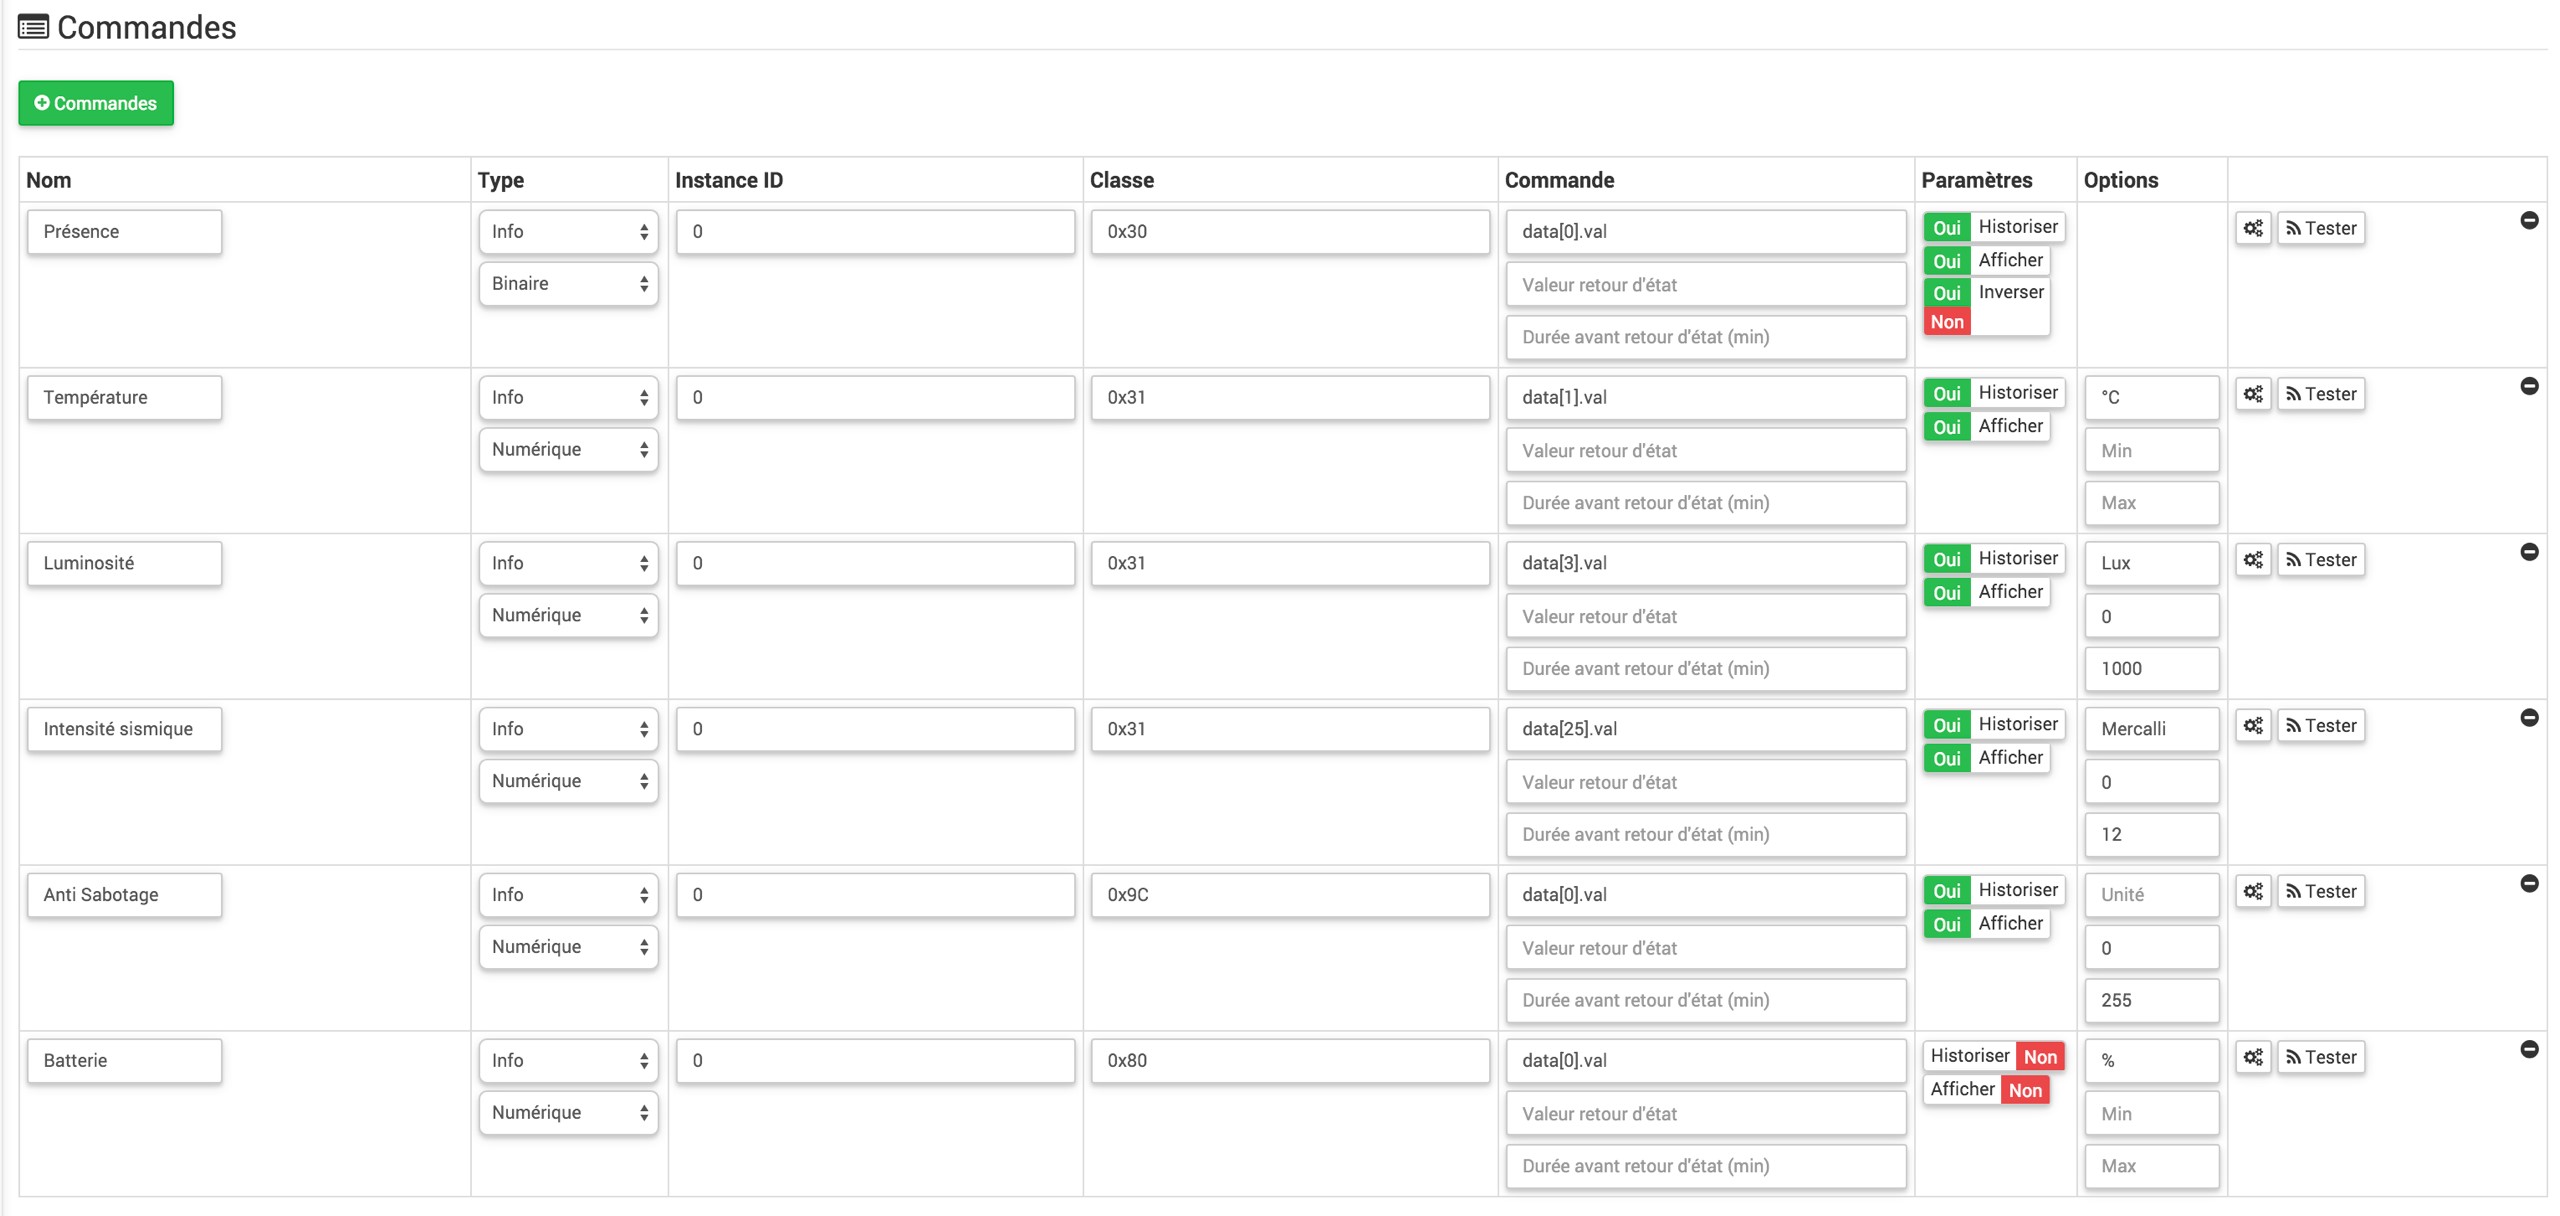 Commandes
Commandes
Nom Type Instance ID Classe Commande Paramètres Options
Présence Info 0 0x30 data[0].val Oui Historiser Tester
Oui Afficher
Binaire Valeur retour d'état Oui Inverser
Non
Durée avant retour d'état (min)
Température Info 0 0x31 data[1].val Oui Historiser °C Tester
Oui Afficher
Numérique Valeur retour d'état Min
Durée avant retour d'état (min) Max
Luminosité Info 0 0x31 data[3].val Oui Historiser Lux Tester
Oui Afficher
Numérique Valeur retour d'état 0
Durée avant retour d'état (min) 1000
Intensité sismique Info 0 0x31 data[25].val Oui Historiser Mercalli Tester
Oui Afficher
Numérique Valeur retour d'état 0
Durée avant retour d'état (min) 12
Anti Sabotage Info 0 0x9C data[0].val Oui Historiser Unité Tester
Oui Afficher
Numérique Valeur retour d'état 0
Durée avant retour d'état (min) 255
Batterie Info 0 0x80 data[0].val Historiser Non % Tester
Afficher Non
Numérique Valeur retour d'état Min
Durée avant retour d'état (min) Max